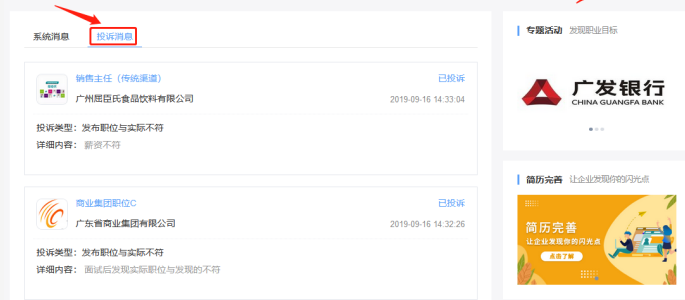 系统消息
投诉消息
销售主任（传统渠道）
已投诉
广州屈臣氏食品饮料有限公司
2019-09-16 14:33:04
投诉类型：发布职位与实际不符
详细内容： 薪资不符
商业集团职位C
已投诉
广东省商业集团有限公司
2019-09-16 14:32:26
投诉类型：发布职位与实际不符
详细内容： 面试后发现实际职位与发现的不符
专题活动 发现职业目标
广发银行
CHINA GUANGFA BANK
简历完善 让企业发现你的闪光点
简历完善
让企业发现你的闪光点
点击了解